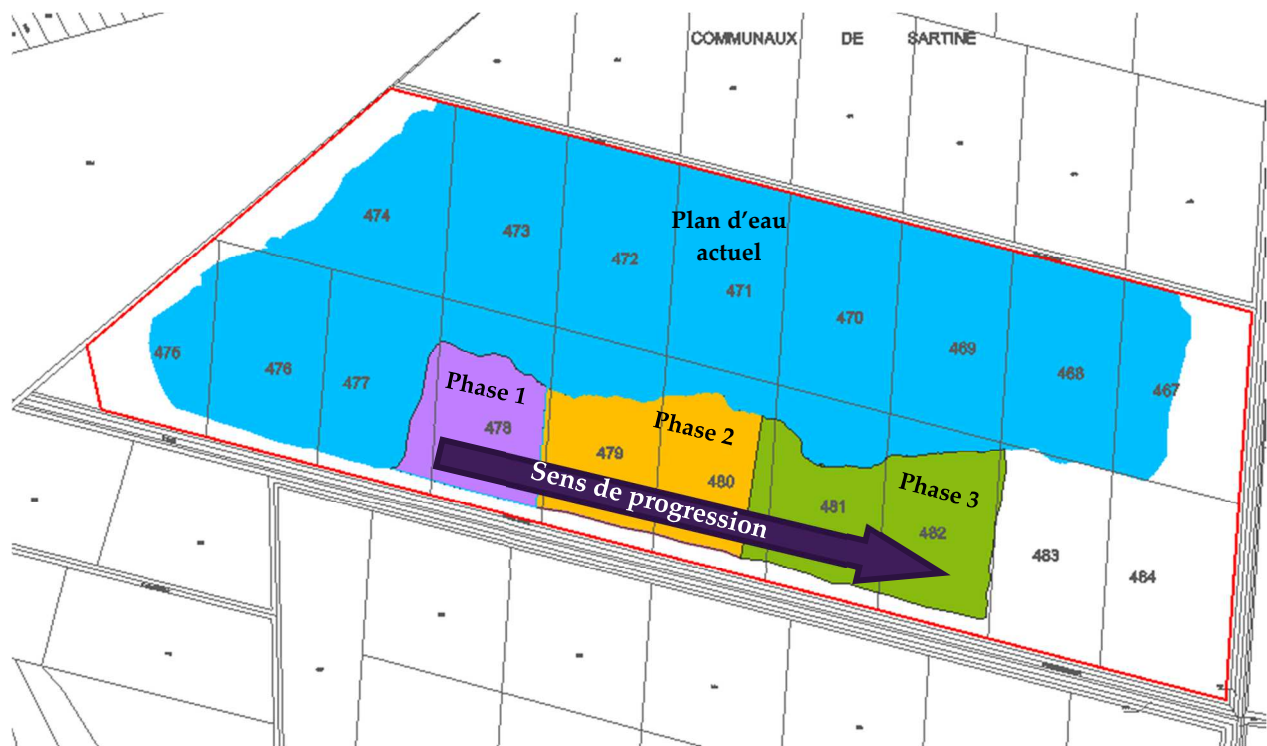 COMMUNAUX DE SARTINE
474
473
472
Plan d'eau
actuel
471
470
469
468
467
475
476
477
Phase 1
478
Phase 2
479
480
Phase 3
481
482
483
484
Sens de progression